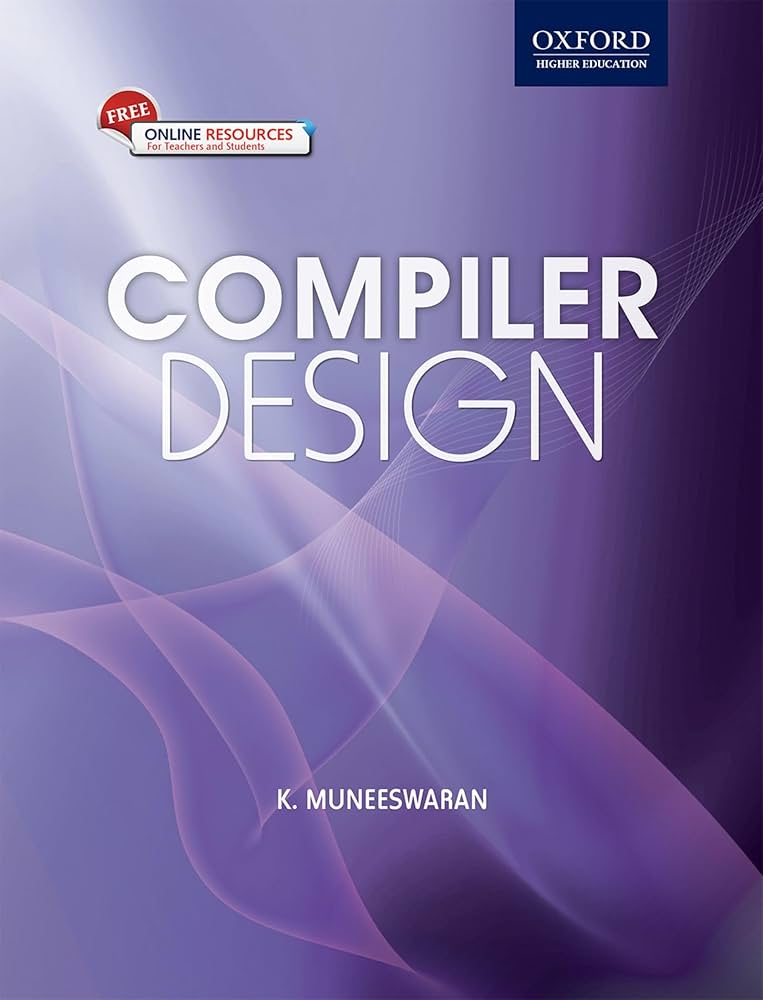 OXFORD
HIGHER EDUCATION
FREE
ONLINE RESOURCES
For Teachers and Students
COMPILER
DESIGN
K. MUNEESWARAN